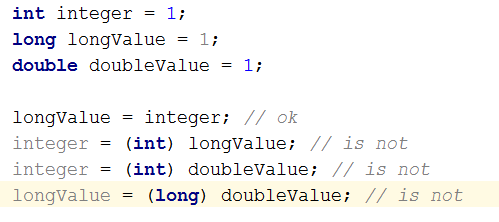 int integer = 1;
long longValue = 1;
double doubleValue = 1;
longValue = integer; // ok
integer = (int) longValue; // is not
integer = (int) doubleValue; // is not
longValue = (long) doubleValue; // is not